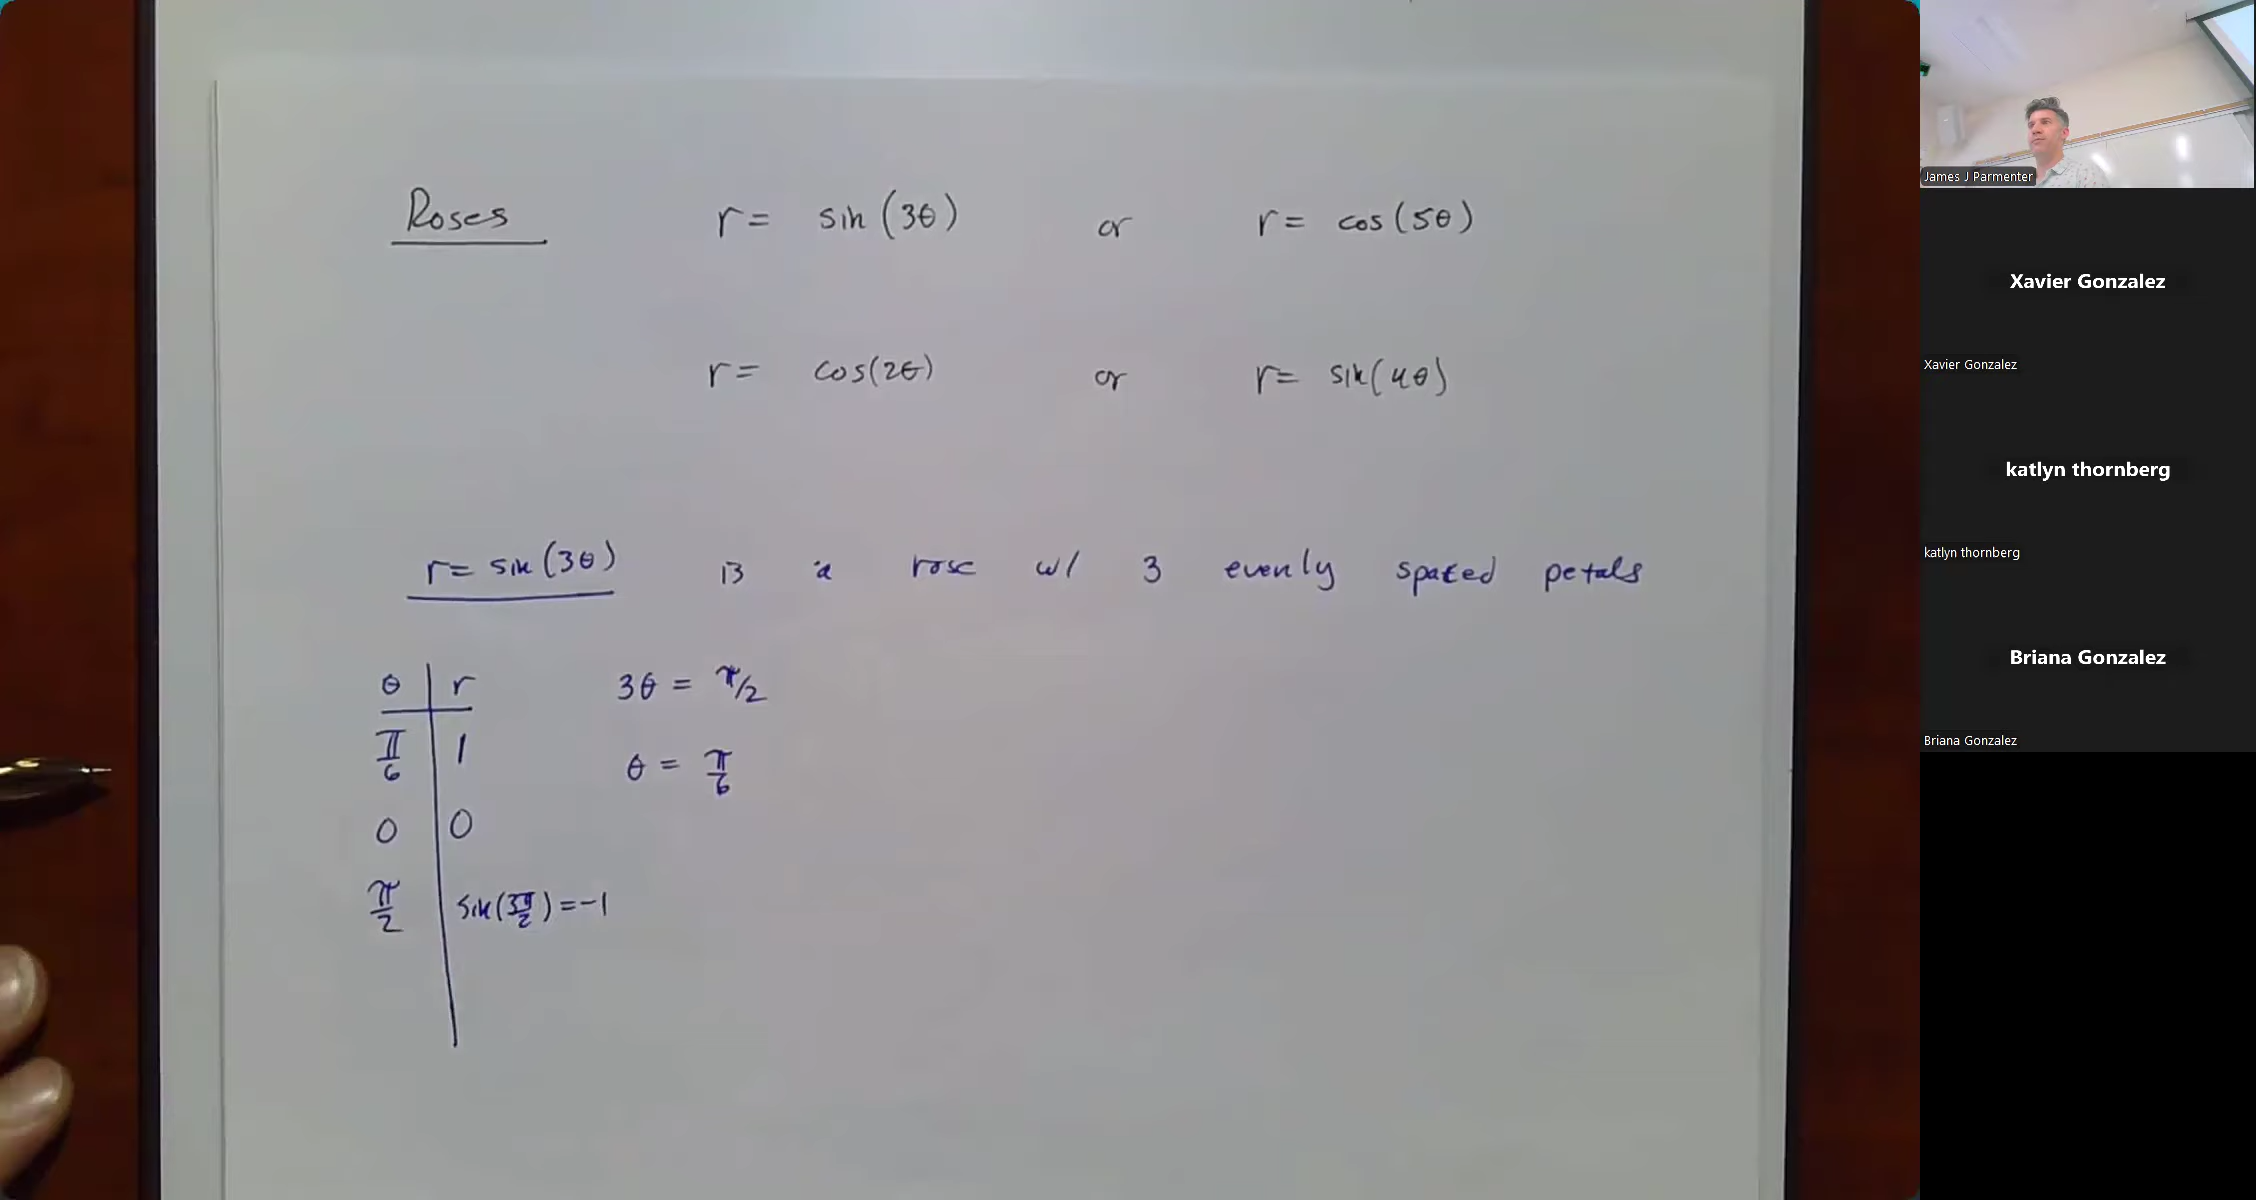 Roses r = sin(3θ) or r = cos(5θ)
r = cos(2θ) or r = sin(4θ)
r = sin(3θ) is a rose w/ 3 evenly spaced petals
θ r 3θ = π/2
π/6 1 θ = π/6
0 0
π/2 sin(3π/2) = -1
James J Parmenter
Xavier Gonzalez
Xavier Gonzalez
katlyn thornberg
katlyn thornberg
Briana Gonzalez
Briana Gonzalez